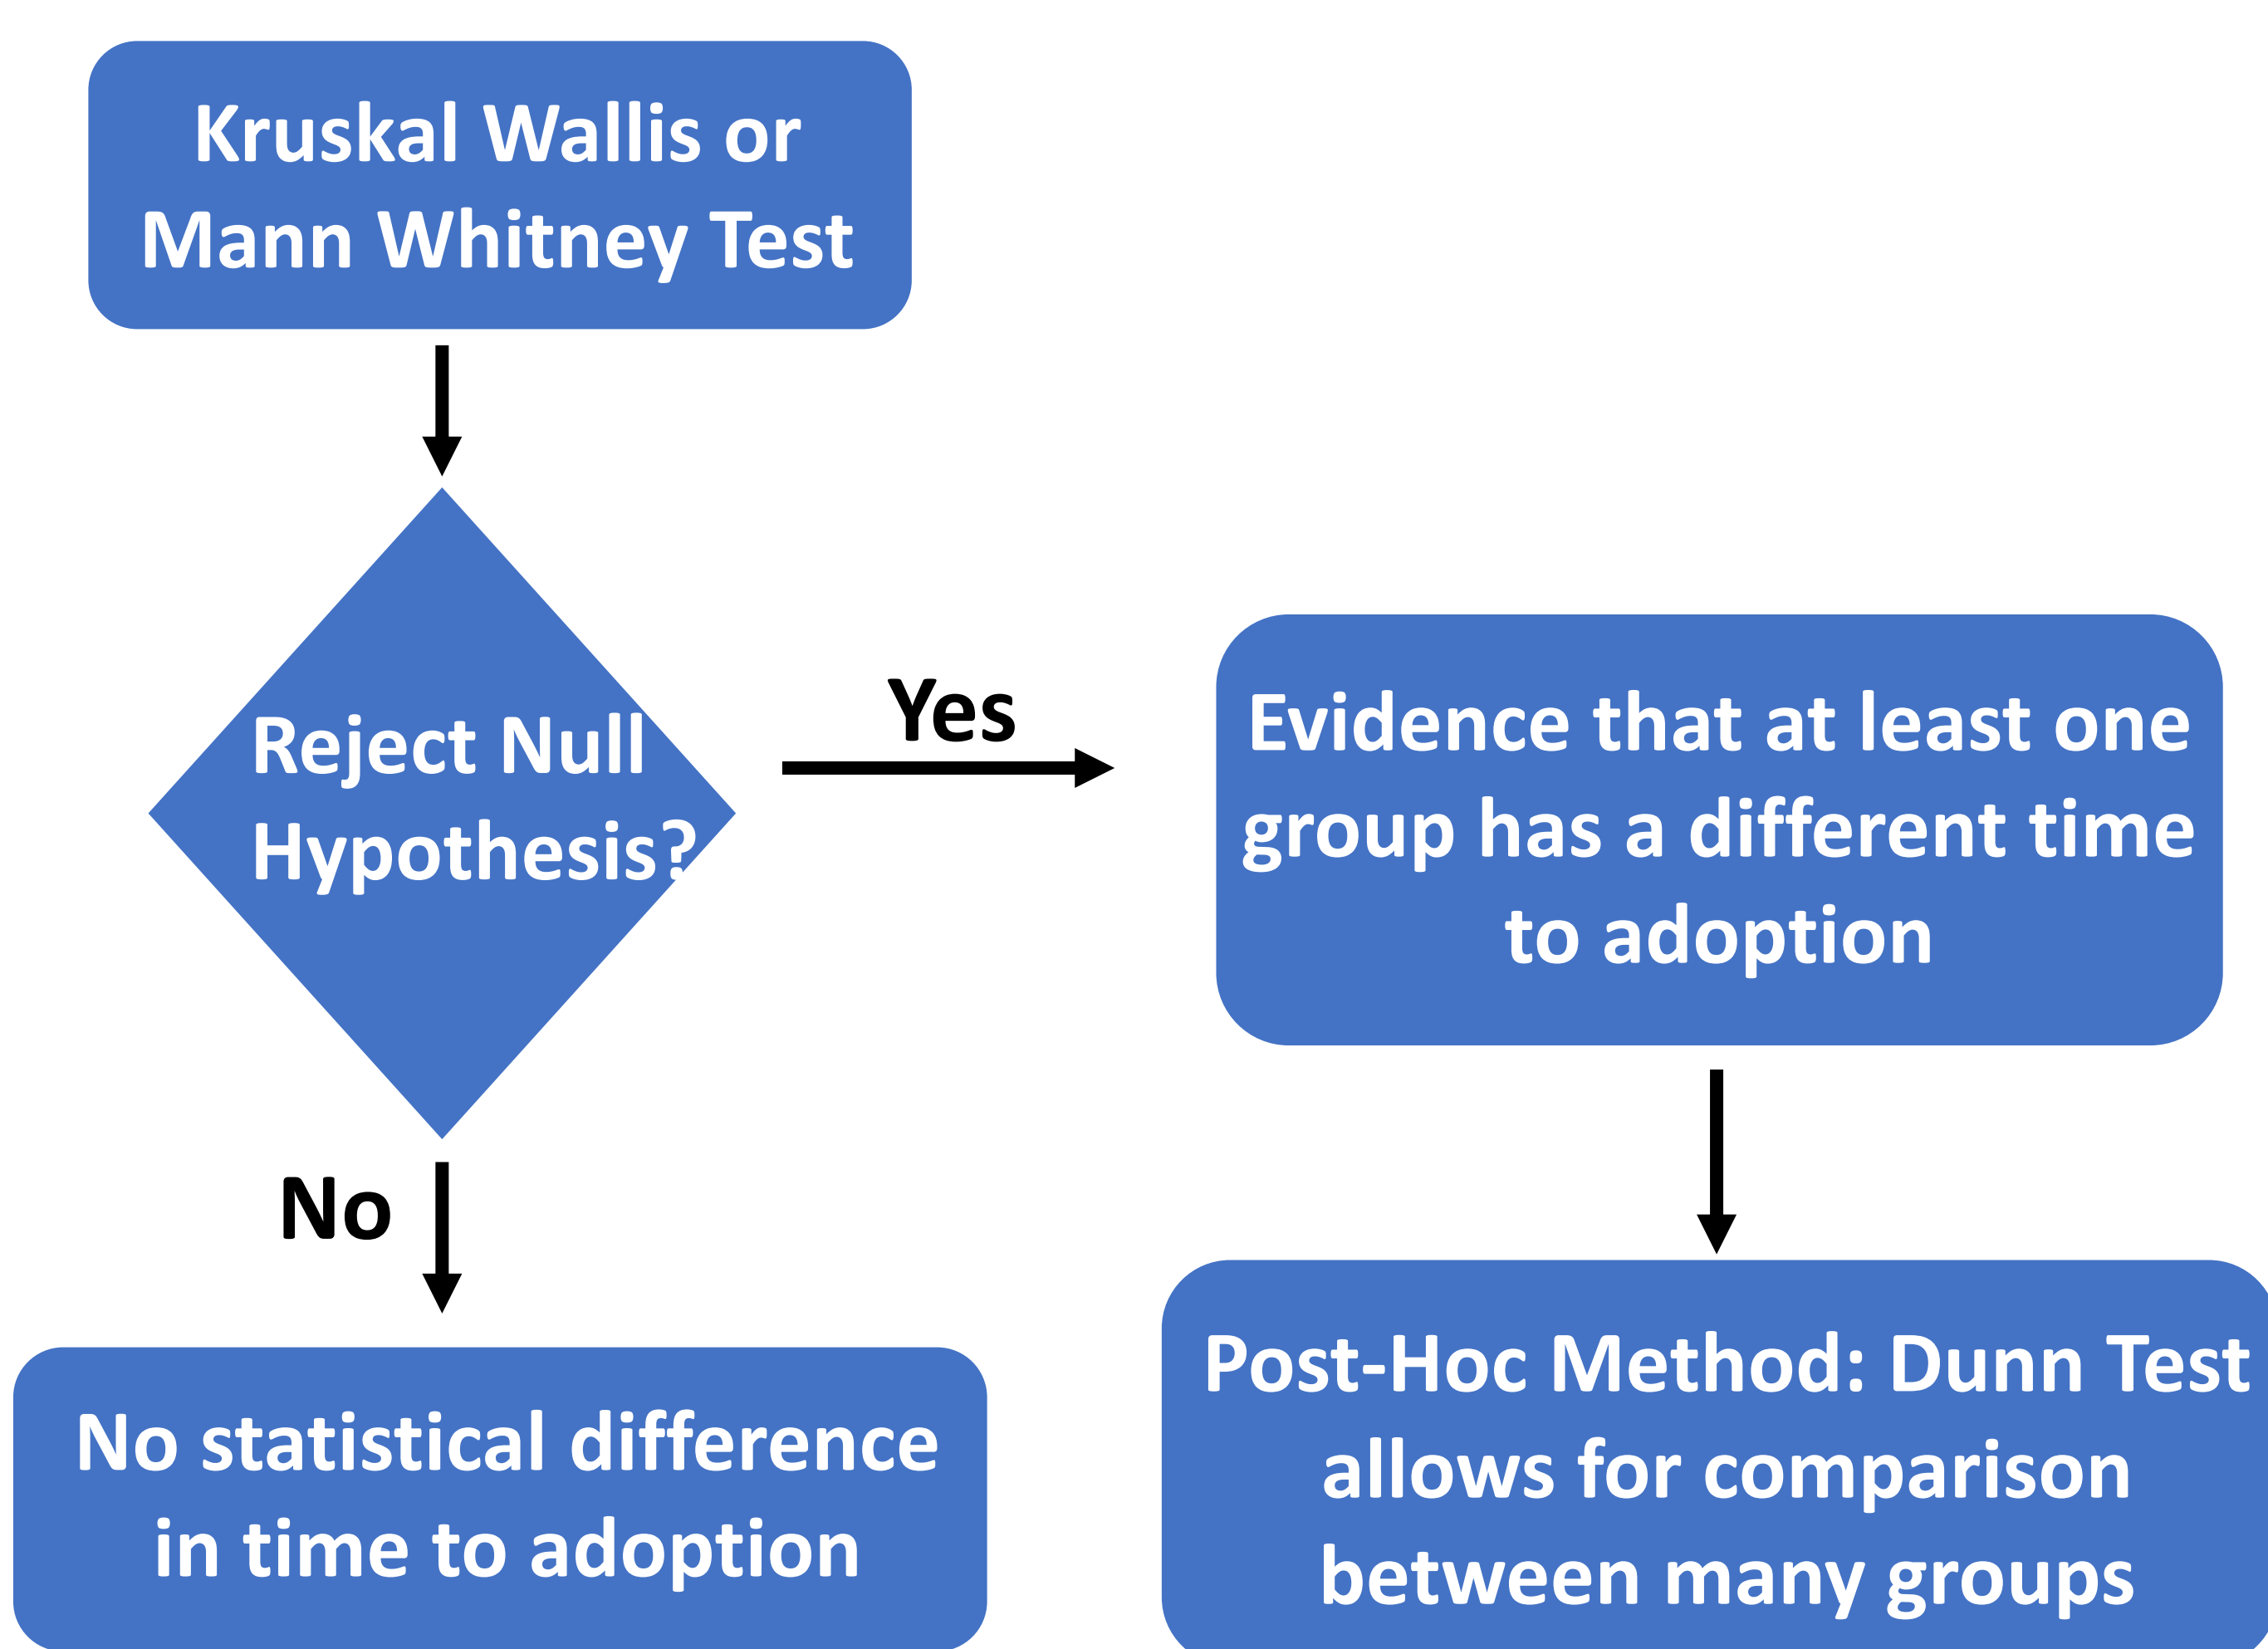 Kruskal Wallis or
Mann Whitney Test
Reject Null
Hypothesis?
Yes
Evidence that at least one
group has a different time
to adoption
No
No statistical difference
in time to adoption
Post-Hoc Method: Dunn Test
allows for comparison
between many groups